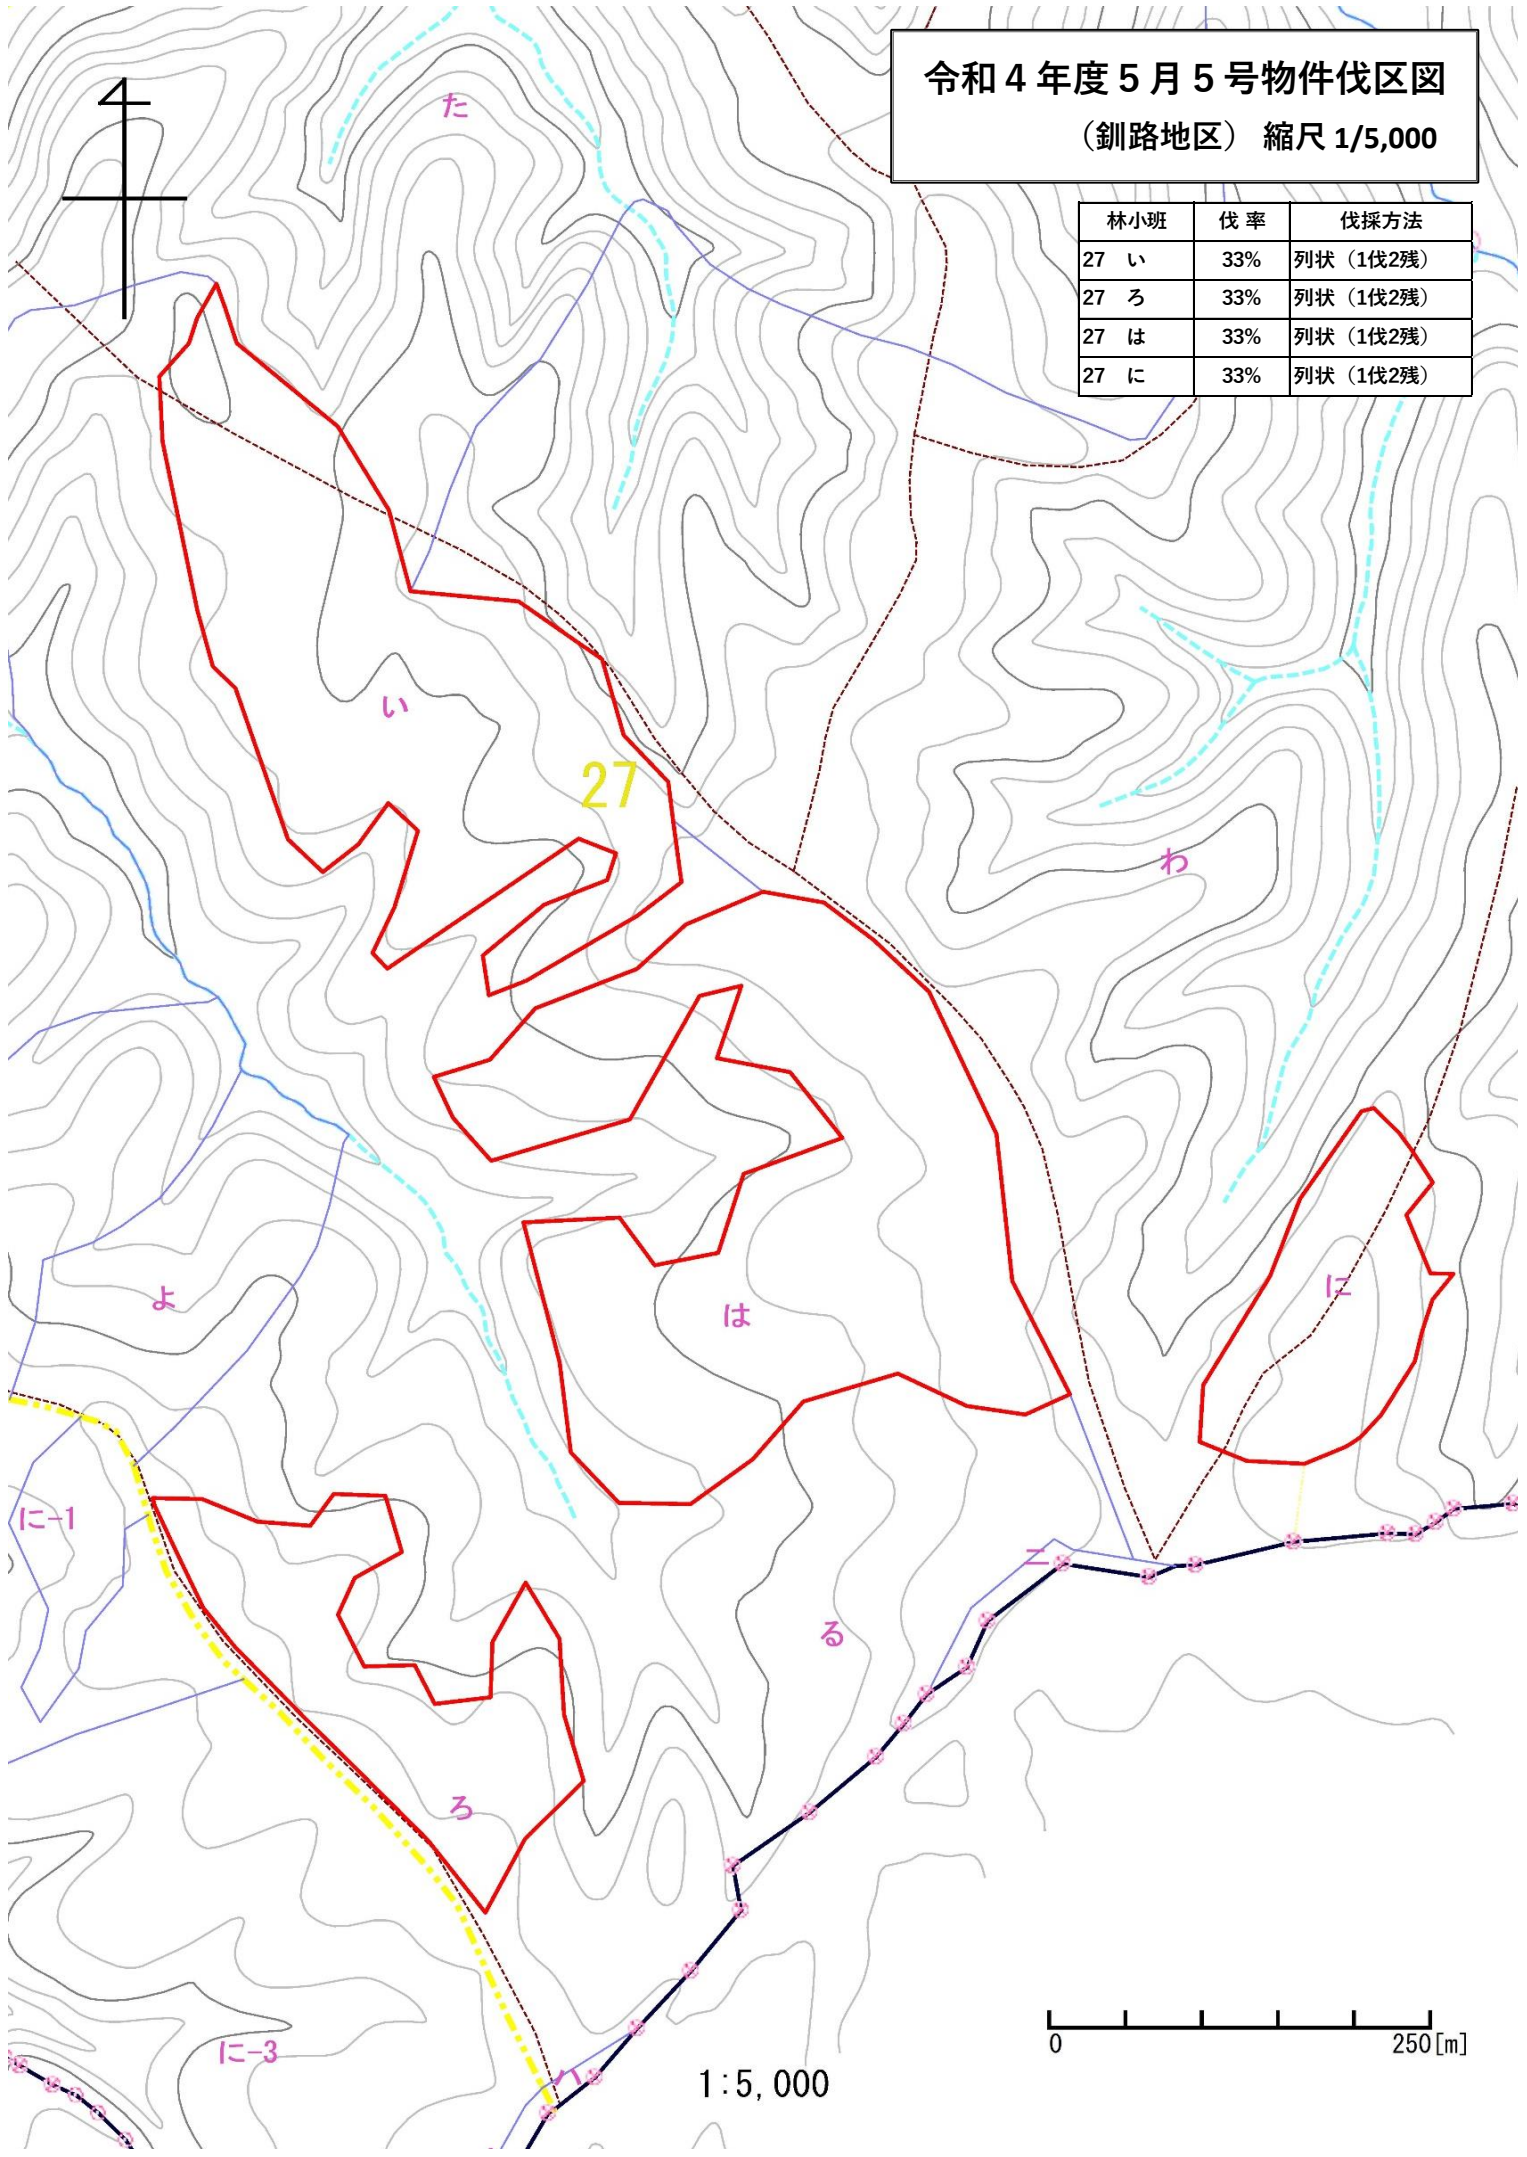 令和４年度５月５号物件伐区図
（釧路地区） 縮尺 1/5,000
林小班 伐 率 伐採方法
27 い 33% 列状（1伐2残）
27 ろ 33% 列状（1伐2残）
27 は 33% 列状（1伐2残）
27 に 33% 列状（1伐2残）
た
い
27
わ
よ
は
に
に-1
ニ
る
ろ
に-3
ハ
0 250[m]
1:5,000